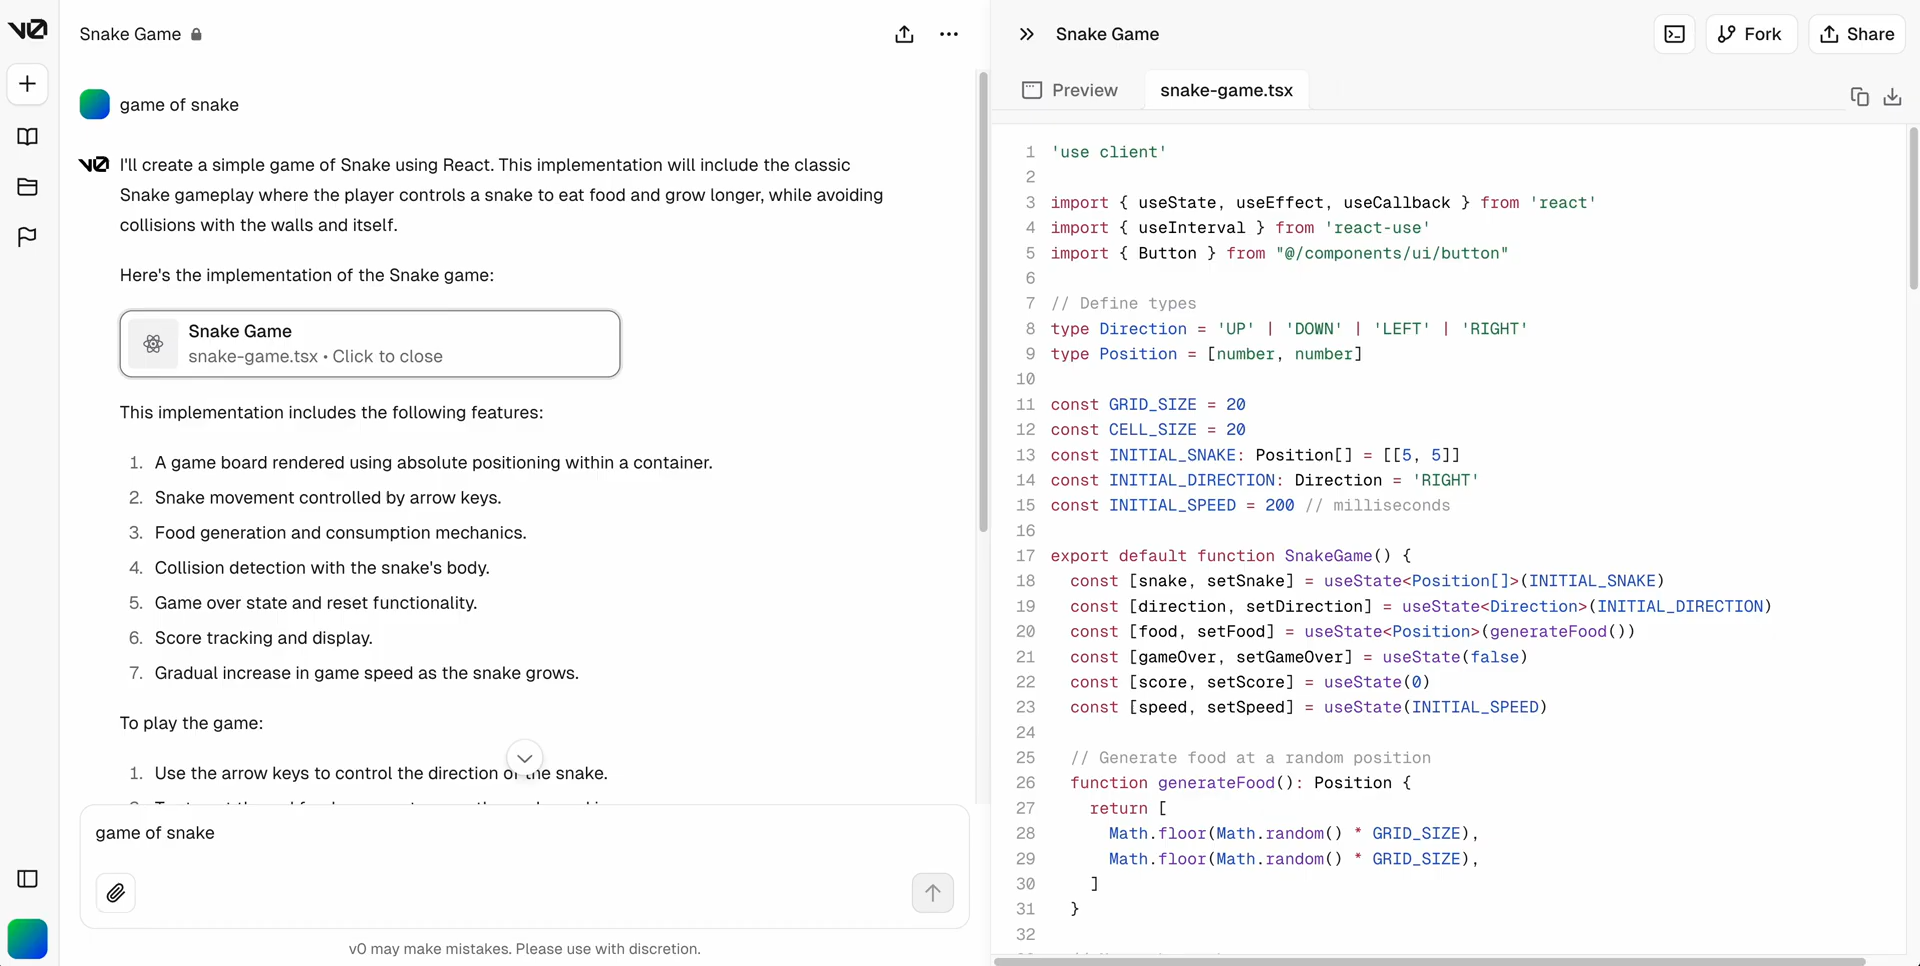 v0
Snake Game
game of snake
v0
I'll create a simple game of Snake using React. This implementation will include the classic
Snake gameplay where the player controls a snake to eat food and grow longer, while avoiding
collisions with the walls and itself.
Here's the implementation of the Snake game:
Snake Game
snake-game.tsx • Click to close
This implementation includes the following features:
1. A game board rendered using absolute positioning within a container.
2. Snake movement controlled by arrow keys.
3. Food generation and consumption mechanics.
4. Collision detection with the snake's body.
5. Game over state and reset functionality.
6. Score tracking and display.
7. Gradual increase in game speed as the snake grows.
To play the game:
1. Use the arrow keys to control the direction of the snake.
game of snake
v0 may make mistakes. Please use with discretion.
Snake Game
Fork
Share
Preview
snake-game.tsx
1 'use client'
2
3 import { useState, useEffect, useCallback } from 'react'
4 import { useInterval } from 'react-use'
5 import { Button } from "@/components/ui/button"
6
7 // Define types
8 type Direction = 'UP' | 'DOWN' | 'LEFT' | 'RIGHT'
9 type Position = [number, number]
10
11 const GRID_SIZE = 20
12 const CELL_SIZE = 20
13 const INITIAL_SNAKE: Position[] = [[5, 5]]
14 const INITIAL_DIRECTION: Direction = 'RIGHT'
15 const INITIAL_SPEED = 200 // milliseconds
16
17 export default function SnakeGame() {
18 const [snake, setSnake] = useState<Position[]>(INITIAL_SNAKE)
19 const [direction, setDirection] = useState<Direction>(INITIAL_DIRECTION)
20 const [food, setFood] = useState<Position>(generateFood())
21 const [gameOver, setGameOver] = useState(false)
22 const [score, setScore] = useState(0)
23 const [speed, setSpeed] = useState(INITIAL_SPEED)
24
25 // Generate food at a random position
26 function generateFood(): Position {
27 return [
28 Math.floor(Math.random() * GRID_SIZE),
29 Math.floor(Math.random() * GRID_SIZE),
30 ]
31 }
32